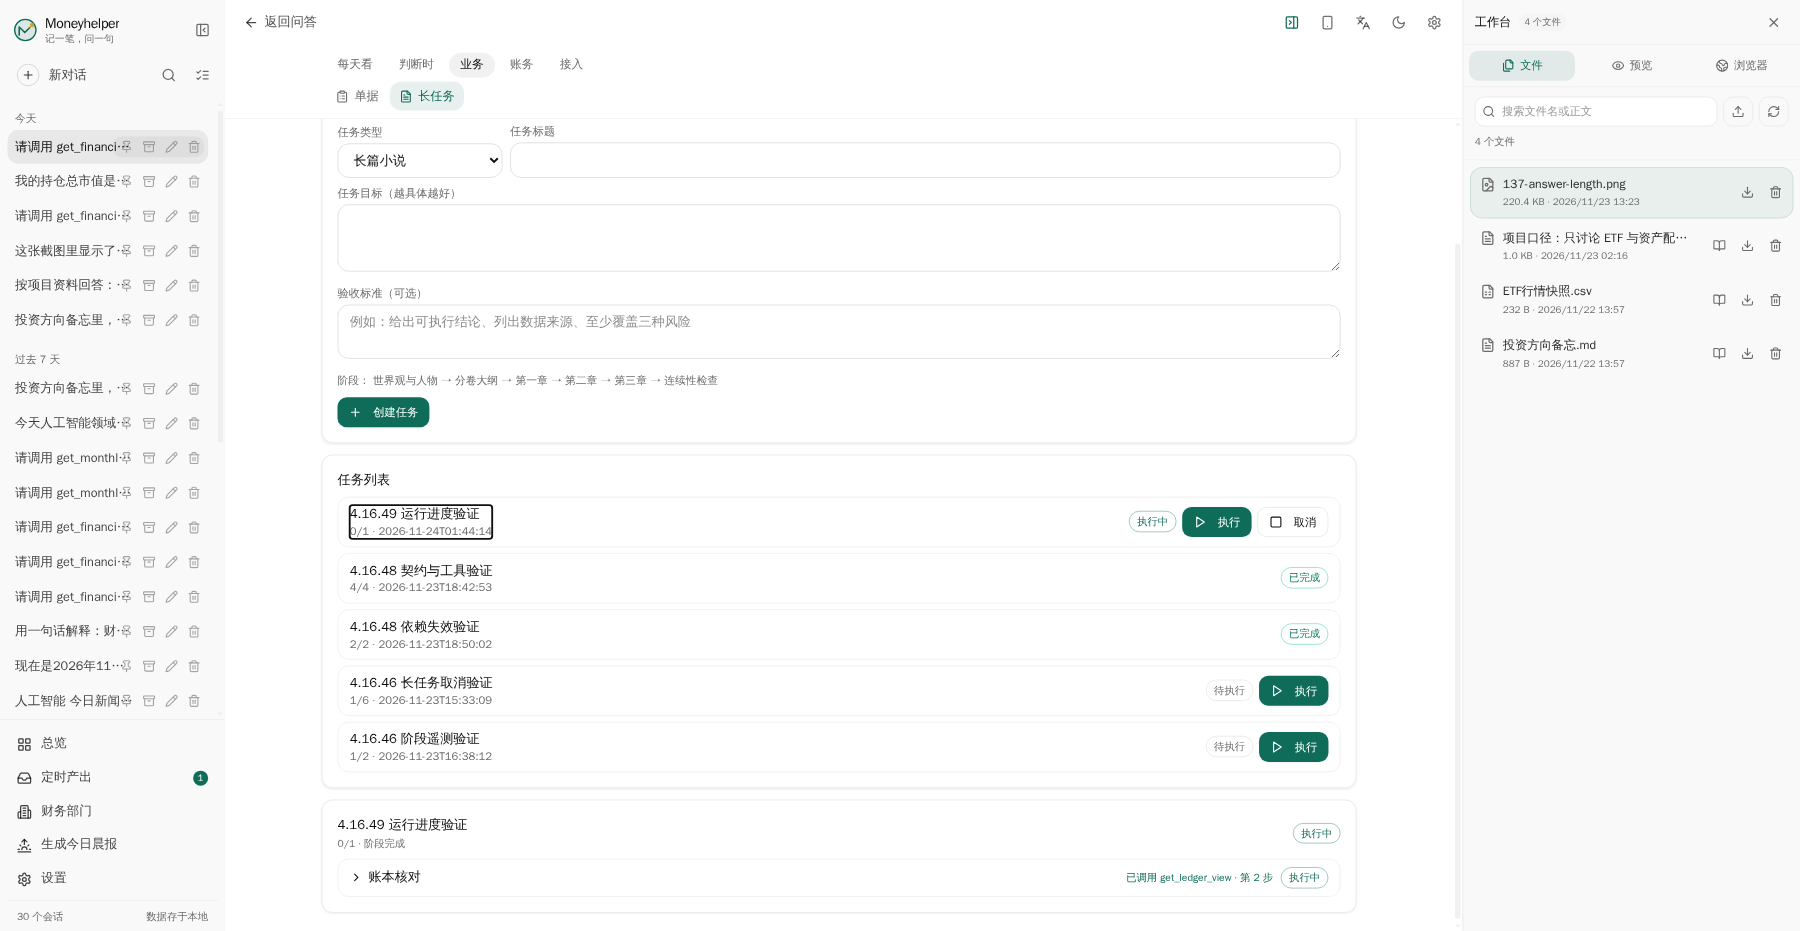 Moneyhelper
记一笔，问一句
新对话
今天
请调用 get_financi…
我的持仓总市值是…
请调用 get_financi…
这张截图里显示了…
按项目资料回答：…
投资方向备忘里，…
过去 7 天
投资方向备忘里，…
今天人工智能领域…
请调用 get_monthl…
请调用 get_monthl…
请调用 get_financi…
请调用 get_financi…
请调用 get_financi…
用一句话解释：财…
现在是2026年11…
人工智能 今日新闻…
总览
定时产出
1
财务部门
生成今日晨报
设置
30 个会话
数据存于本地
返回问答
每天看
判断时
业务
账务
接入
单据
长任务
任务类型
任务标题
长篇小说
任务目标（越具体越好）
验收标准（可选）
例如：给出可执行结论、列出数据来源、至少覆盖三种风险
阶段： 世界观与人物 → 分卷大纲 → 第一章 → 第二章 → 第三章 → 连续性检查
创建任务
任务列表
4.16.49 运行进度验证
0/1 · 2026-11-24T01:44:14
执行中
执行
取消
4.16.48 契约与工具验证
4/4 · 2026-11-23T18:42:53
已完成
4.16.48 依赖失效验证
2/2 · 2026-11-23T18:50:02
已完成
4.16.46 长任务取消验证
1/6 · 2026-11-23T15:33:09
待执行
执行
4.16.46 阶段遥测验证
1/2 · 2026-11-23T16:38:12
待执行
执行
4.16.49 运行进度验证
0/1 · 阶段完成
执行中
账本核对
已调用 get_ledger_view · 第 2 步
执行中
工作台
4 个文件
文件
预览
浏览器
搜索文件名或正文
4 个文件
137-answer-length.png
220.4 KB · 2026/11/23 13:23
项目口径：只讨论 ETF 与资产配…
1.0 KB · 2026/11/23 02:16
ETF行情快照.csv
232 B · 2026/11/22 13:57
投资方向备忘.md
887 B · 2026/11/22 13:57